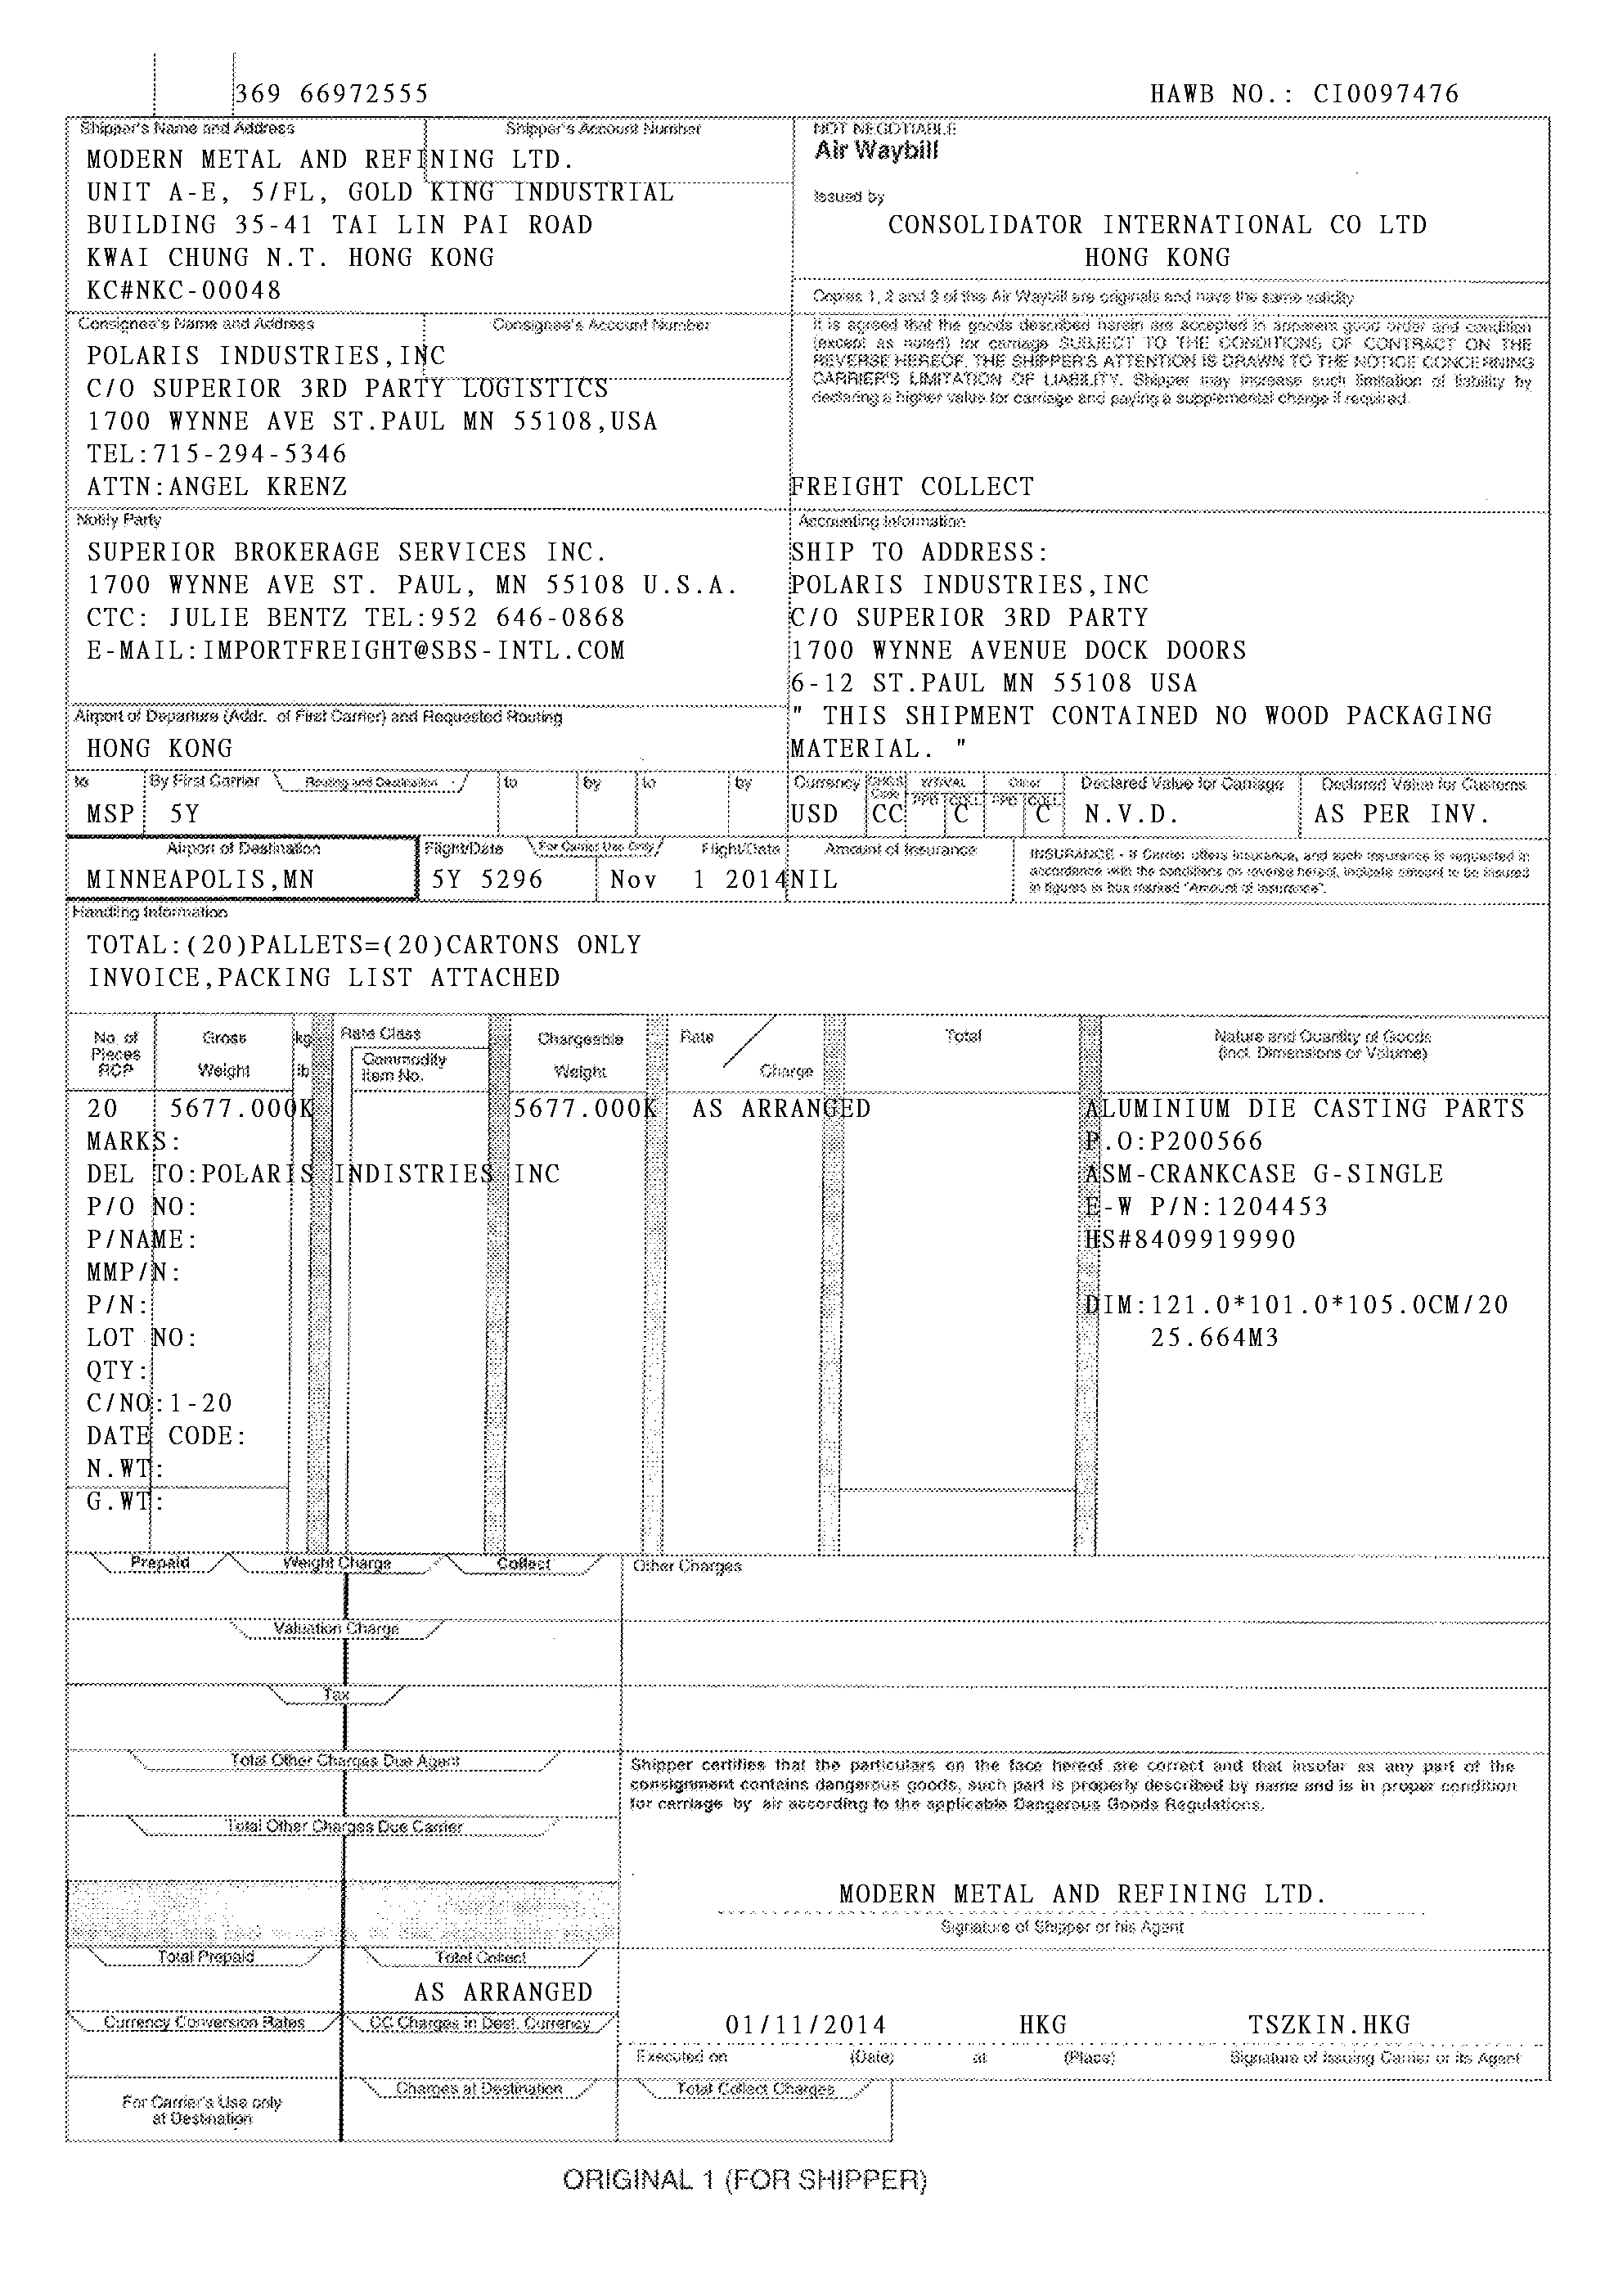 369 66972555 HAWB NO.: CI0097476
Shipper's Name and Address Shipper's Account Number
MODERN METAL AND REFINING LTD.
UNIT A-E, 5/FL, GOLD KING INDUSTRIAL
BUILDING 35-41 TAI LIN PAI ROAD
KWAI CHUNG N.T. HONG KONG
KC#NKC-00048
NOT NEGOTIABLE
Air Waybill
Issued by
CONSOLIDATOR INTERNATIONAL CO LTD
HONG KONG
Copies 1, 2 and 3 of this Air Waybill are originals and have the same validity
Consignee's Name and Address Consignee's Account Number
POLARIS INDUSTRIES,INC
C/O SUPERIOR 3RD PARTY LOGISTICS
1700 WYNNE AVE ST.PAUL MN 55108,USA
TEL:715-294-5346
ATTN:ANGEL KRENZ
It is agreed that the goods described herein are accepted in apparent good order and condition
(except as noted) for carriage SUBJECT TO THE CONDITIONS OF CONTRACT ON THE
REVERSE HEREOF. THE SHIPPER'S ATTENTION IS DRAWN TO THE NOTICE CONCERNING
CARRIER'S LIMITATION OF LIABILITY. Shipper may increase such limitation of liability by
declaring a higher value for carriage and paying a supplemental charge if required.
FREIGHT COLLECT
Notify Party
SUPERIOR BROKERAGE SERVICES INC.
1700 WYNNE AVE ST. PAUL, MN 55108 U.S.A.
CTC: JULIE BENTZ TEL:952 646-0868
E-MAIL:IMPORTFREIGHT@SBS-INTL.COM
Accounting Information
SHIP TO ADDRESS:
POLARIS INDUSTRIES,INC
C/O SUPERIOR 3RD PARTY
1700 WYNNE AVENUE DOCK DOORS
6-12 ST.PAUL MN 55108 USA
" THIS SHIPMENT CONTAINED NO WOOD PACKAGING
MATERIAL. "
Airport of Departure (Addr. of First Carrier) and Requested Routing
HONG KONG
to By First Carrier Routing and Destination to by to by Currency CHGS Code WT/VAL Other Declared Value for Carriage Declared Value for Customs
PPD COLL PPD COLL
MSP 5Y USD CC C C N.V.D. AS PER INV.
Airport of Destination Flight/Date For Carrier Use Only Flight/Date Amount of Insurance
MINNEAPOLIS,MN 5Y 5296 Nov 1 2014 NIL
INSURANCE - If Carrier offers insurance, and such insurance is requested in
accordance with the conditions on reverse hereof, indicate amount to be insured
in figures in box marked "Amount of Insurance".
Handling Information
TOTAL:(20)PALLETS=(20)CARTONS ONLY
INVOICE,PACKING LIST ATTACHED
No. of Pieces RCP Gross Weight kg lb Rate Class Commodity Item No. Chargeable Weight Rate / Charge Total Nature and Quantity of Goods (incl. Dimensions or Volume)
20 5677.000K 5677.000K AS ARRANGED ALUMINIUM DIE CASTING PARTS
MARKS: P.O:P200566
DEL TO:POLARIS INDISTRIES INC ASM-CRANKCASE G-SINGLE
P/O NO: E-W P/N:1204453
P/NAME: HS#8409919990
MMP/N:
P/N: DIM:121.0*101.0*105.0CM/20
LOT NO: 25.664M3
QTY:
C/NO:1-20
DATE CODE:
N.WT:
G.WT:
Prepaid Weight Charge Collect Other Charges
Valuation Charge
Tax
Total Other Charges Due Agent
Shipper certifies that the particulars on the face hereof are correct and that insofar as any part of the
consignment contains dangerous goods, such part is properly described by name and is in proper condition
for carriage by air according to the applicable Dangerous Goods Regulations.
Total Other Charges Due Carrier
MODERN METAL AND REFINING LTD.
Signature of Shipper or his Agent
Total Prepaid Total Collect
AS ARRANGED
Currency Conversion Rates CC Charges in Dest. Currency
01/11/2014 HKG TSZKIN.HKG
Executed on (Date) at (Place) Signature of Issuing Carrier or its Agent
For Carrier's Use only
at Destination
Charges at Destination Total Collect Charges
ORIGINAL 1 (FOR SHIPPER)